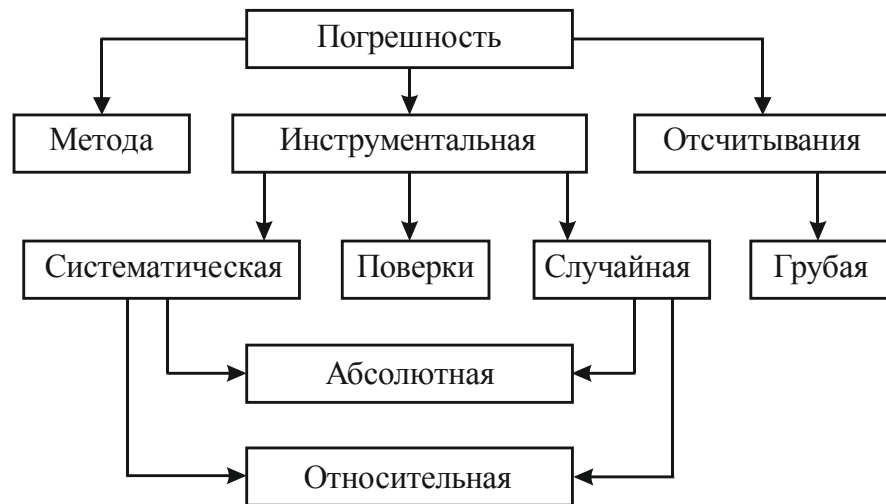 Погрешность
Метода
Инструментальная
Отсчитывания
Систематическая
Поверки
Случайная
Грубая
Абсолютная
Относительная